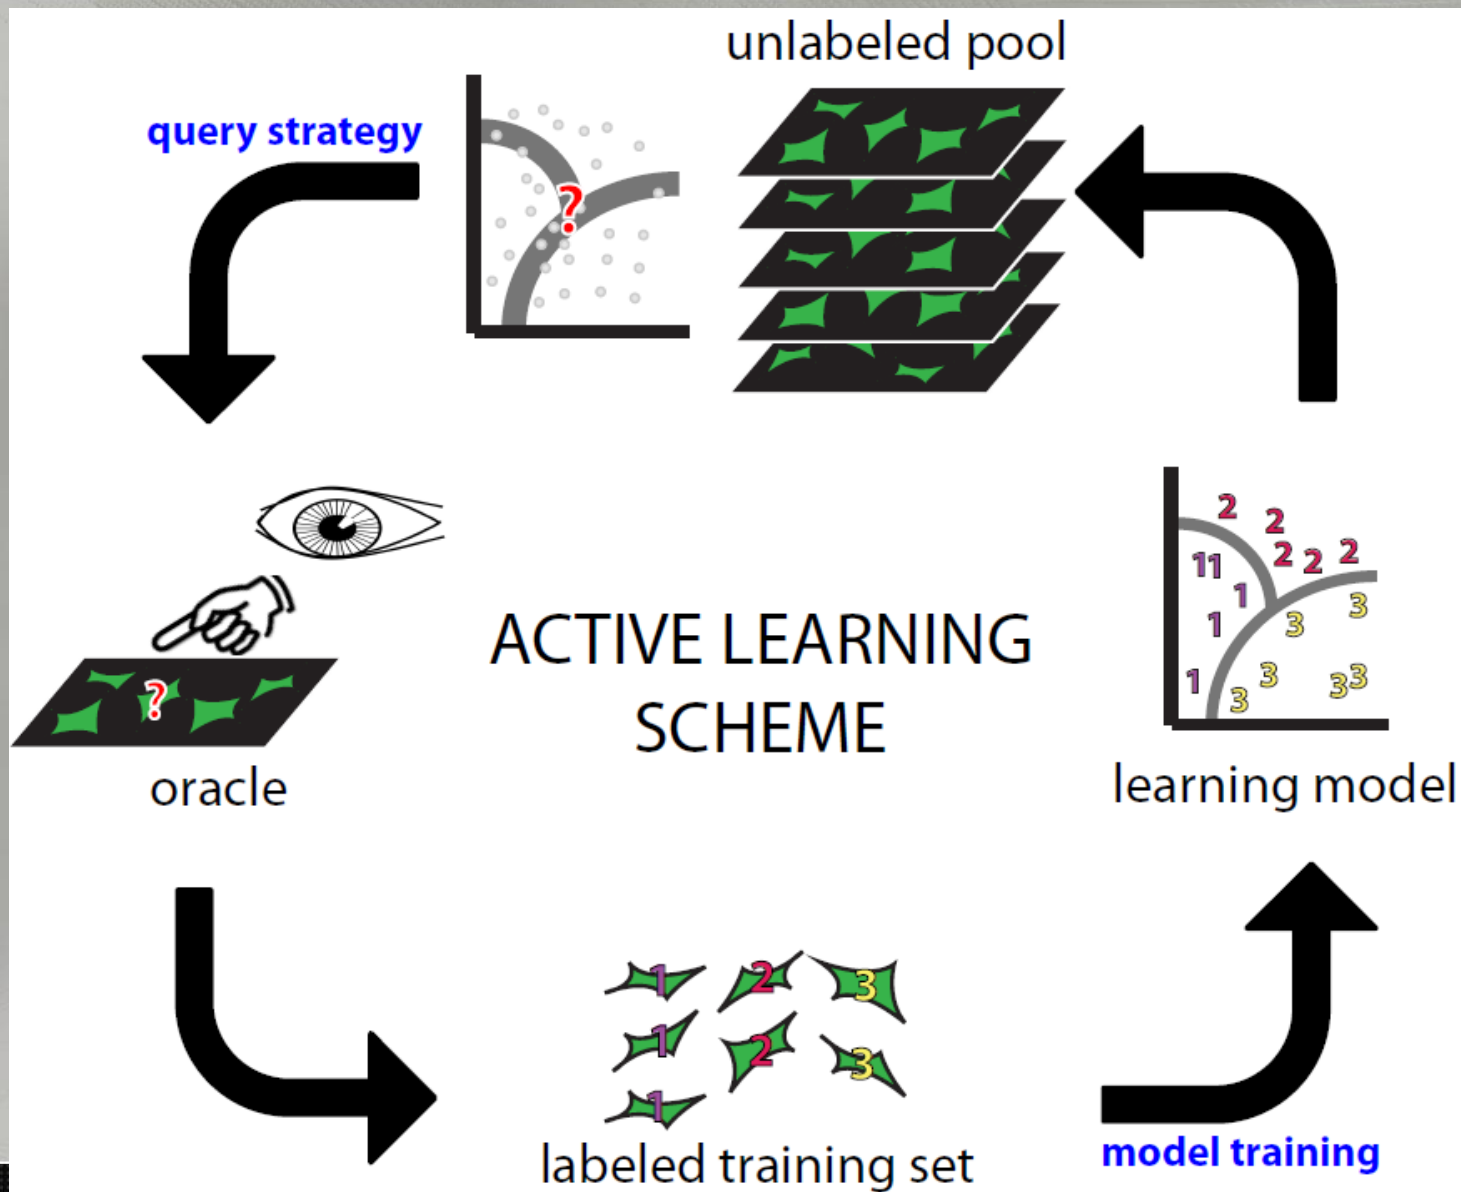 unlabeled pool
query strategy
?
2
2
2 2 2
11
1
3
3
1
1
3
33
3
ACTIVE LEARNING
SCHEME
?
oracle
learning model
1 2 3
1 2 3
1
labeled training set
model training